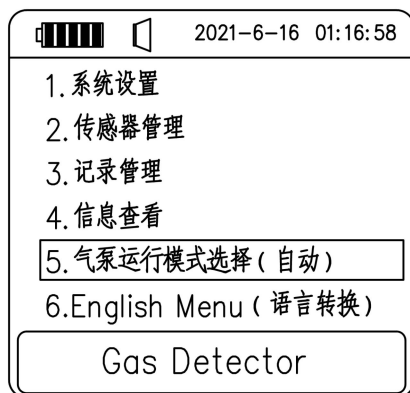 2021-6-16 01:16:58
1.系统设置
2.传感器管理
3.记录管理
4.信息查看
5.气泵运行模式选择(自动)
6.English Menu(语言转换)
Gas Detector